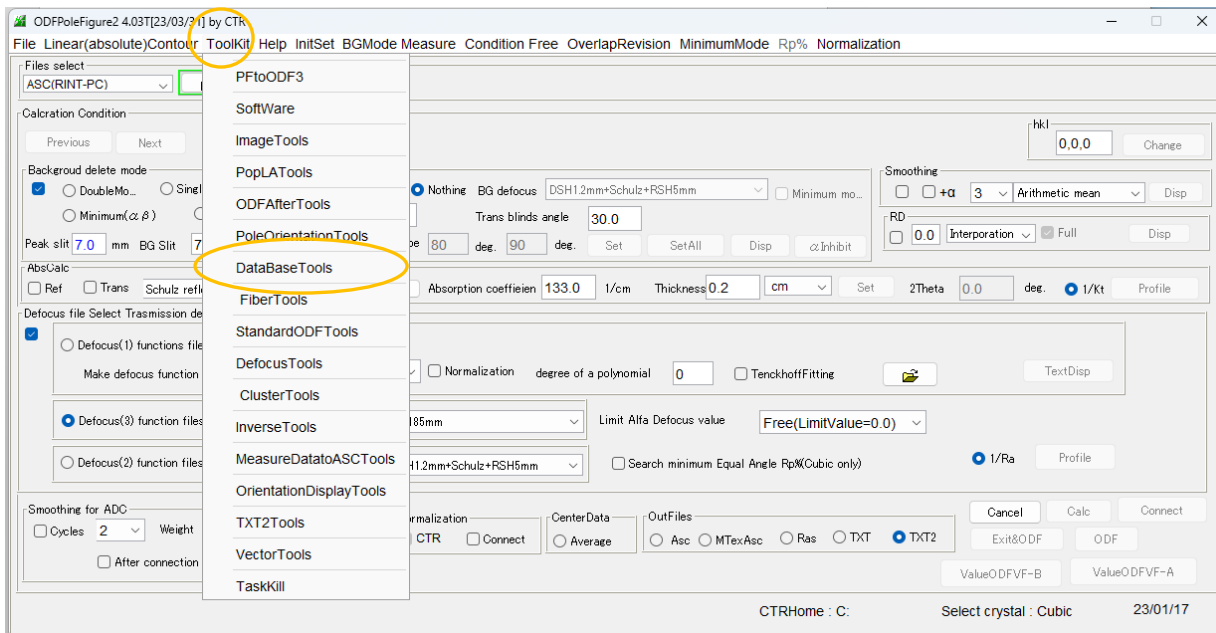 ODFPoleFigure2 4.03T[23/03/31] by CTR
File Linear(absolute)Contour ToolKit Help InitSet BGMode Measure Condition Free OverlapRevision MinimumMode Rp% Normalization
Files select
ASC(RINT-PC)
PFtoODF3
SoftWare
ImageTools
PopLATools
ODFAfterTools
PoleOrientationTools
DataBaseTools
FiberTools
StandardODFTools
DefocusTools
ClusterTools
InverseTools
MeasureDatatoASCTools
OrientationDisplayTools
TXT2Tools
VectorTools
TaskKill
Calcration Condition
Previous Next
hkl
0,0,0 Change
Backgroud delete mode
DoubleMo... Singl
Nothing BG defocus DSH1.2mm+Schulz+RSH5mm Minimum mo...
Minimum(αβ)
Trans blinds angle 30.0
Peak slit 7.0 mm BG Slit 7
80 deg. 90 deg. Set SetAll Disp αInhibit
Smoothing
+α 3 Arithmetic mean Disp
RD
0.0 Interporation Full Disp
AbsCalc
Ref Trans Schulz refle
Absorption coeffieien 133.0 1/cm Thickness 0.2 cm Set 2Theta 0.0 deg. 1/Kt Profile
Defocus file Select Trasmission de
Defocus(1) functions file
Make defocus function
Normalization degree of a polynomial 0 TenckhoffFitting TextDisp
Defocus(3) function files
185mm Limit Alfa Defocus value Free(LimitValue=0.0)
Defocus(2) function files
H1.2mm+Schulz+RSH5mm Search minimum Equal Angle Rp%(Cubic only) 1/Ra Profile
Smoothing for ADC
Cycles 2 Weight
After connection
rmalization
CTR Connect
CenterData
Average
OutFiles
Asc MTexAsc Ras TXT TXT2
Cancel Calc Connect
Exit&ODF ODF
ValueODFVF-B ValueODFVF-A
CTRHome : C: Select crystal : Cubic 23/01/17